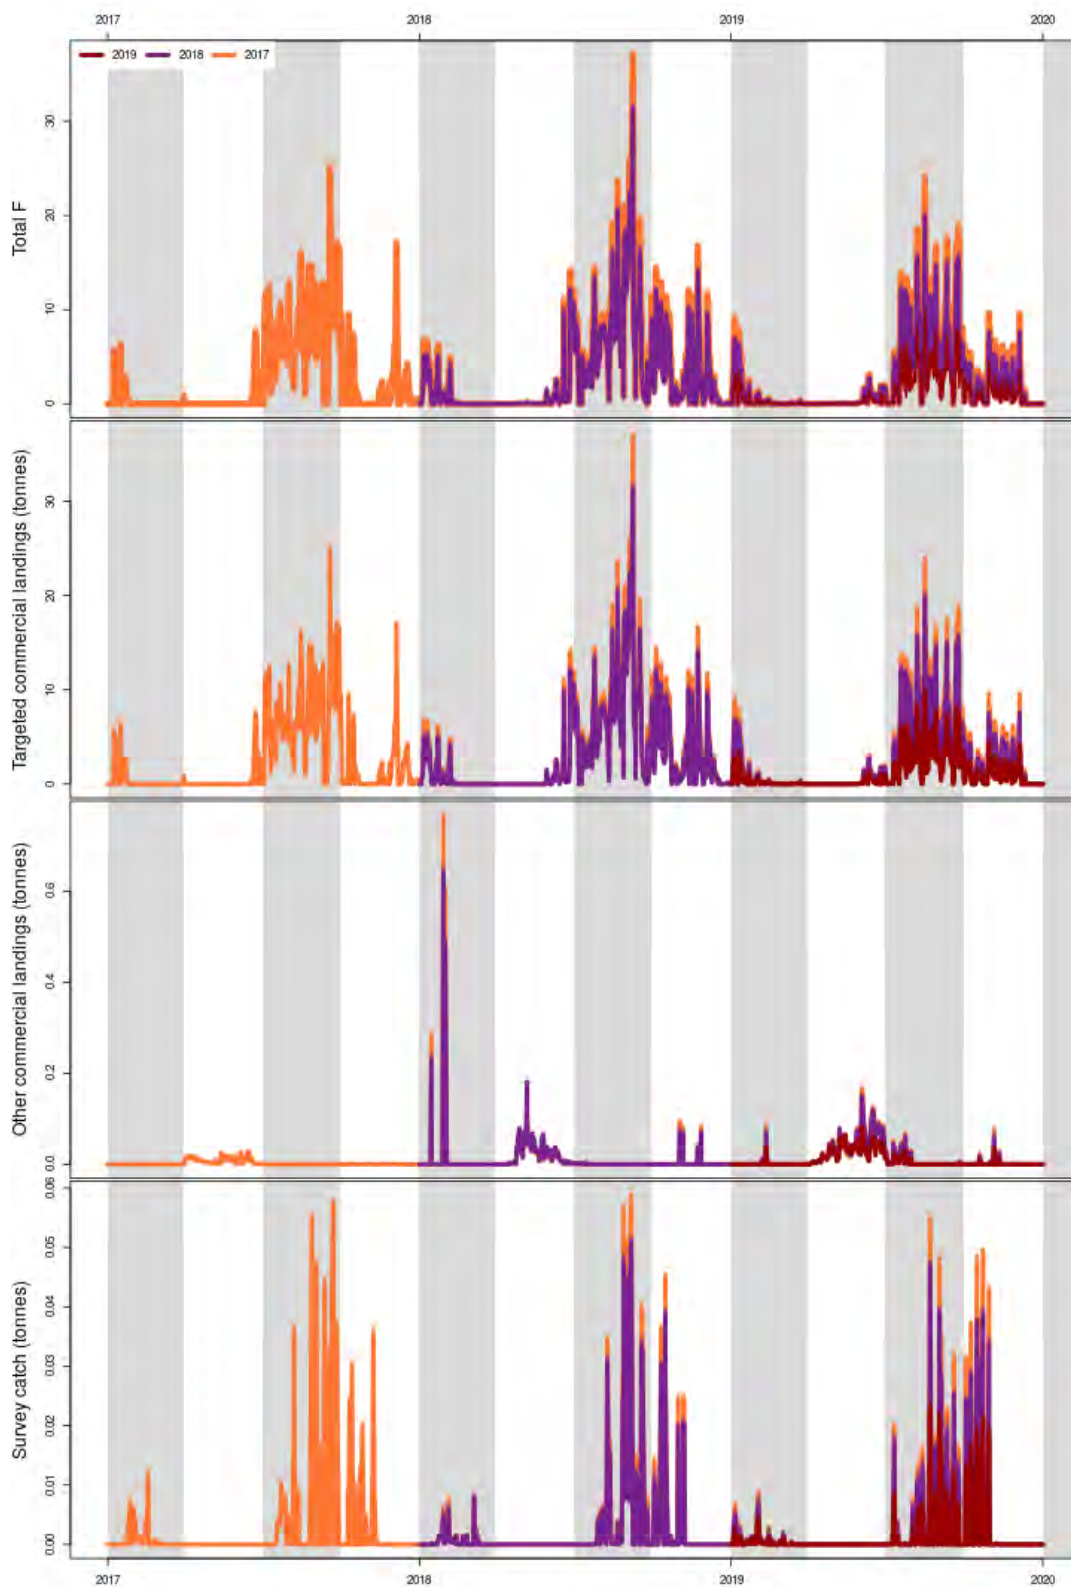 2017 2018 2019 2020
2019 2018 2017
Total F
0 10 20 30
Targeted commercial landings (tonnes)
0 10 20 30
Other commercial landings (tonnes)
0.0 0.2 0.4 0.6
Survey catch (tonnes)
0.00 0.01 0.02 0.03 0.04 0.05 0.06
2017 2018 2019 2020